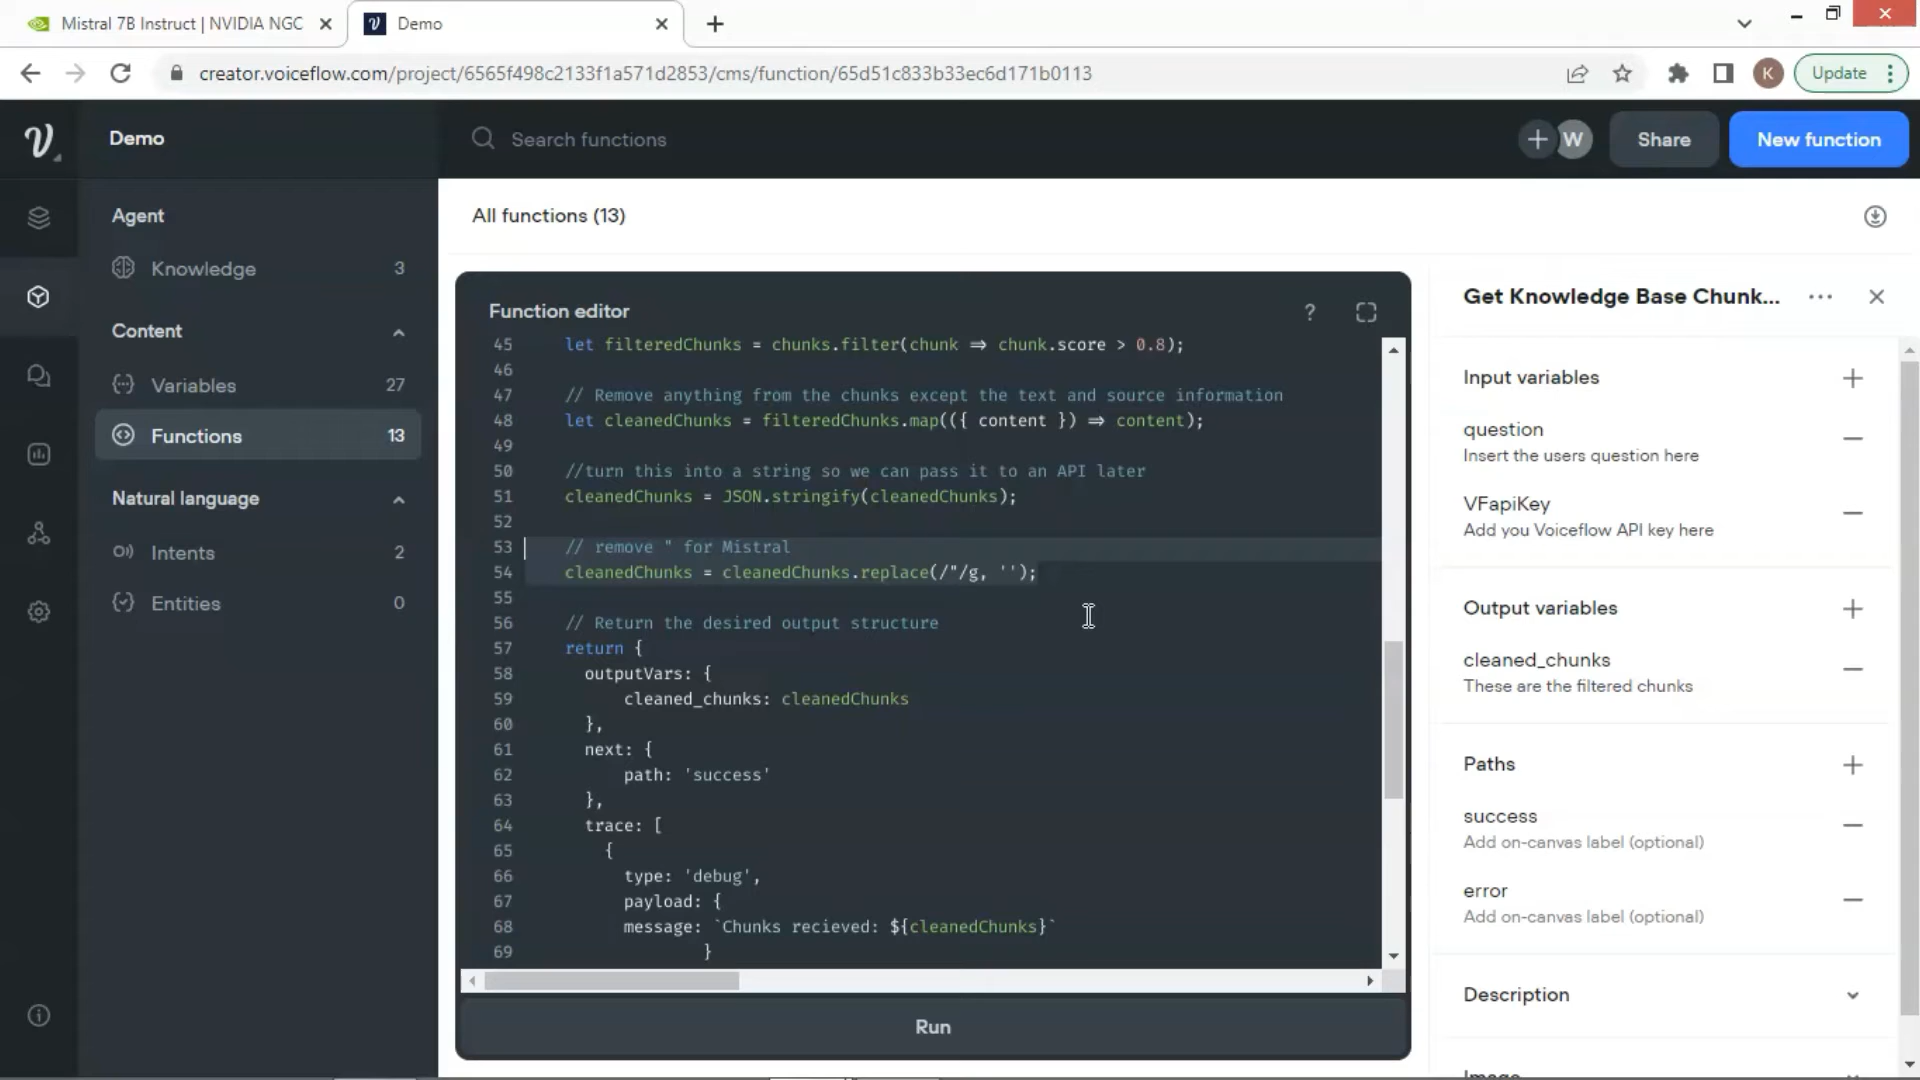 Mistral 7B Instruct | NVIDIA NGC
Demo
creator.voiceflow.com/project/6565f498c2133f1a571d2853/cms/function/65d51c833b33ec6d171b0113
K
Update
Demo
Search functions
W
Share
New function
Agent
Knowledge 3
Content
Variables 27
Functions 13
Natural language
Intents 2
Entities 0
All functions (13)
Function editor
?
45 let filteredChunks = chunks.filter(chunk => chunk.score > 0.8);
46
47 // Remove anything from the chunks except the text and source information
48 let cleanedChunks = filteredChunks.map(({ content }) => content);
49
50 //turn this into a string so we can pass it to an API later
51 cleanedChunks = JSON.stringify(cleanedChunks);
52
53 // remove " for Mistral
54 cleanedChunks = cleanedChunks.replace(/"/g, '');
55
56 // Return the desired output structure
57 return {
58 outputVars: {
59 cleaned_chunks: cleanedChunks
60 },
61 next: {
62 path: 'success'
63 },
64 trace: [
65 {
66 type: 'debug',
67 payload: {
68 message: `Chunks recieved: ${cleanedChunks}`
69 }
Run
Get Knowledge Base Chunk...
Input variables
question
Insert the users question here
VFapiKey
Add you Voiceflow API key here
Output variables
cleaned_chunks
These are the filtered chunks
Paths
success
Add on-canvas label (optional)
error
Add on-canvas label (optional)
Description
Image